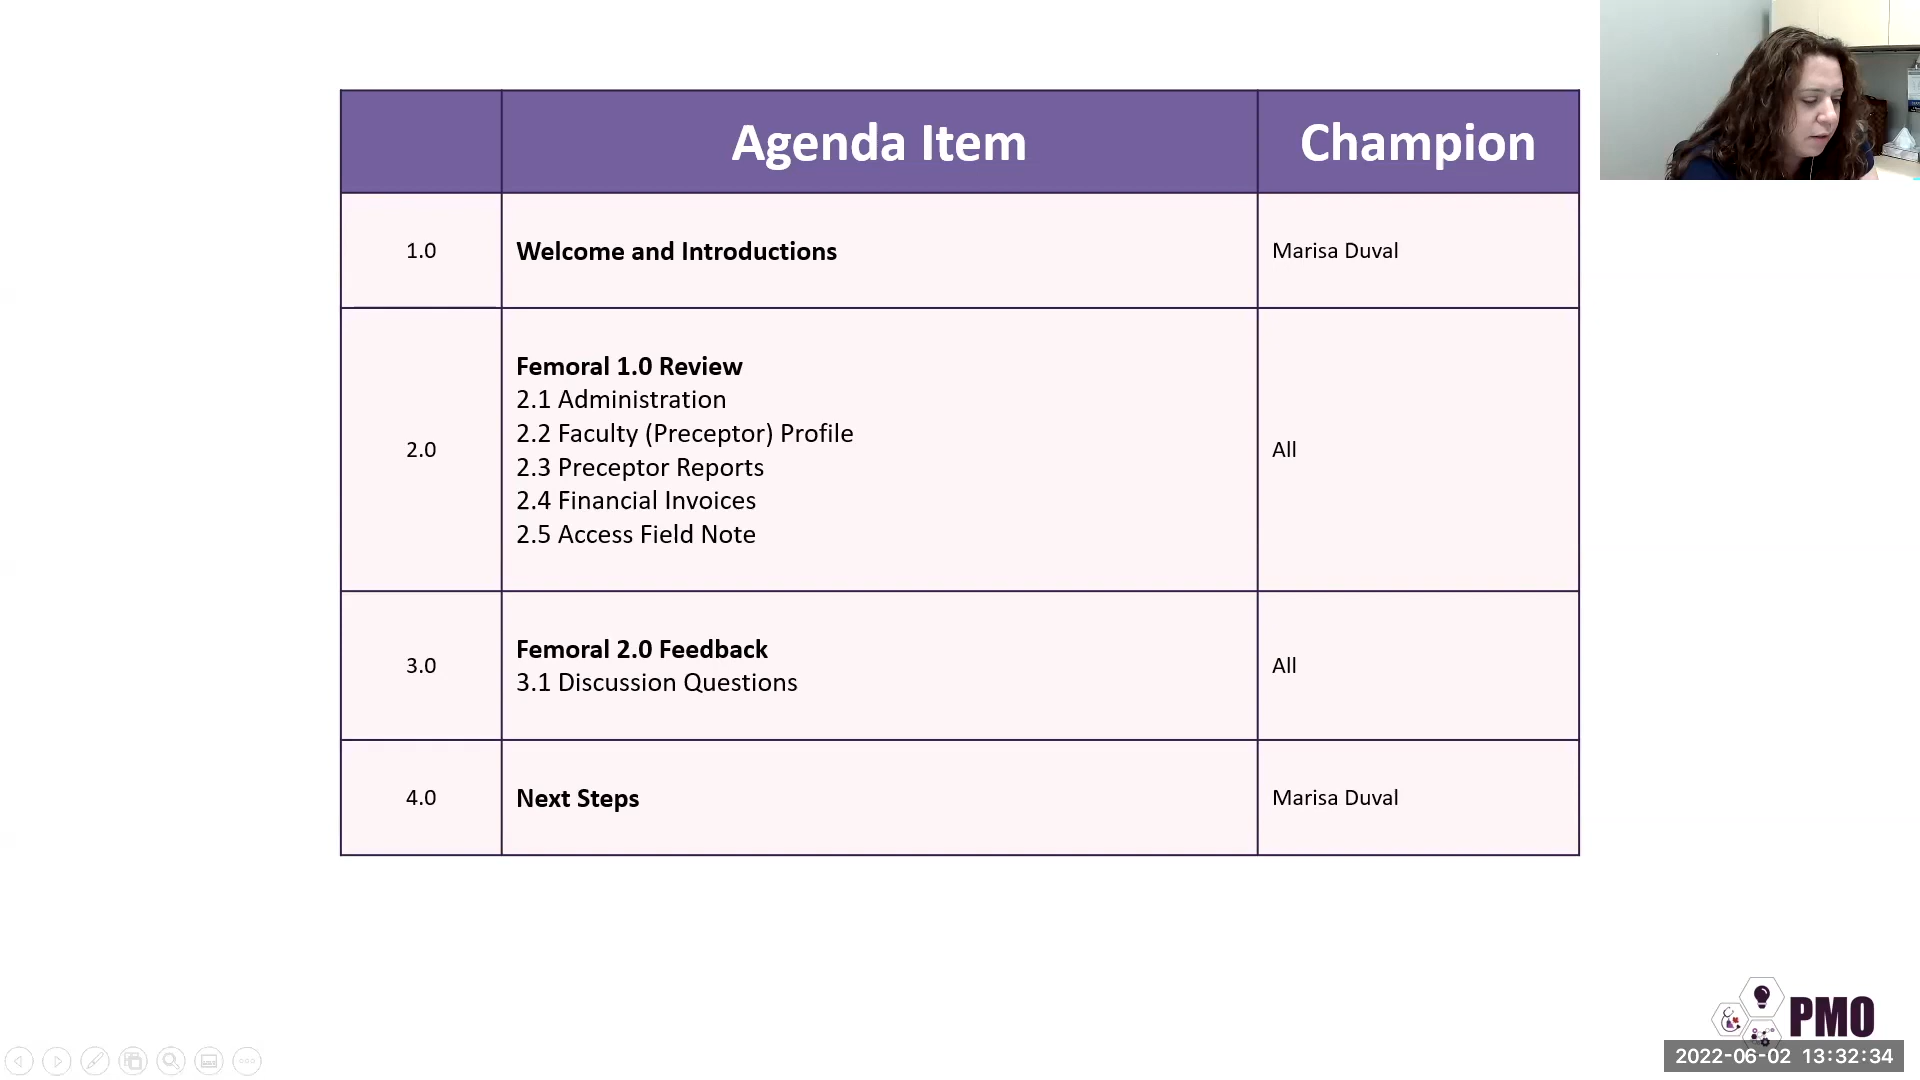 Agenda Item
Champion
1.0
Welcome and Introductions
Marisa Duval
2.0
Femoral 1.0 Review
2.1 Administration
2.2 Faculty (Preceptor) Profile
2.3 Preceptor Reports
2.4 Financial Invoices
2.5 Access Field Note
All
3.0
Femoral 2.0 Feedback
3.1 Discussion Questions
All
4.0
Next Steps
Marisa Duval
PMO
2022-06-02 13:32:34